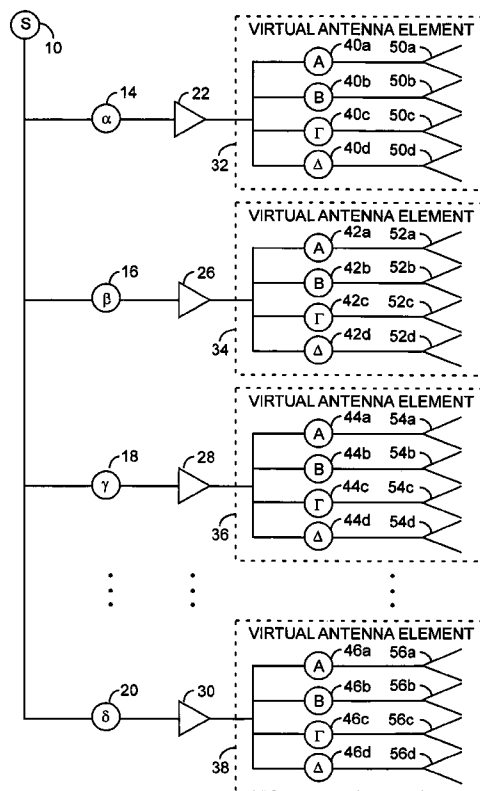 S
10
VIRTUAL ANTENNA ELEMENT
14
α
22
32
A
40a
50a
B
40b
50b
Γ
40c
50c
Δ
40d
50d
VIRTUAL ANTENNA ELEMENT
16
β
26
34
A
42a
52a
B
42b
52b
Γ
42c
52c
Δ
42d
52d
VIRTUAL ANTENNA ELEMENT
18
γ
28
36
A
44a
54a
B
44b
54b
Γ
44c
54c
Δ
44d
54d
VIRTUAL ANTENNA ELEMENT
20
δ
30
38
A
46a
56a
B
46b
56b
Γ
46c
56c
Δ
46d
56d